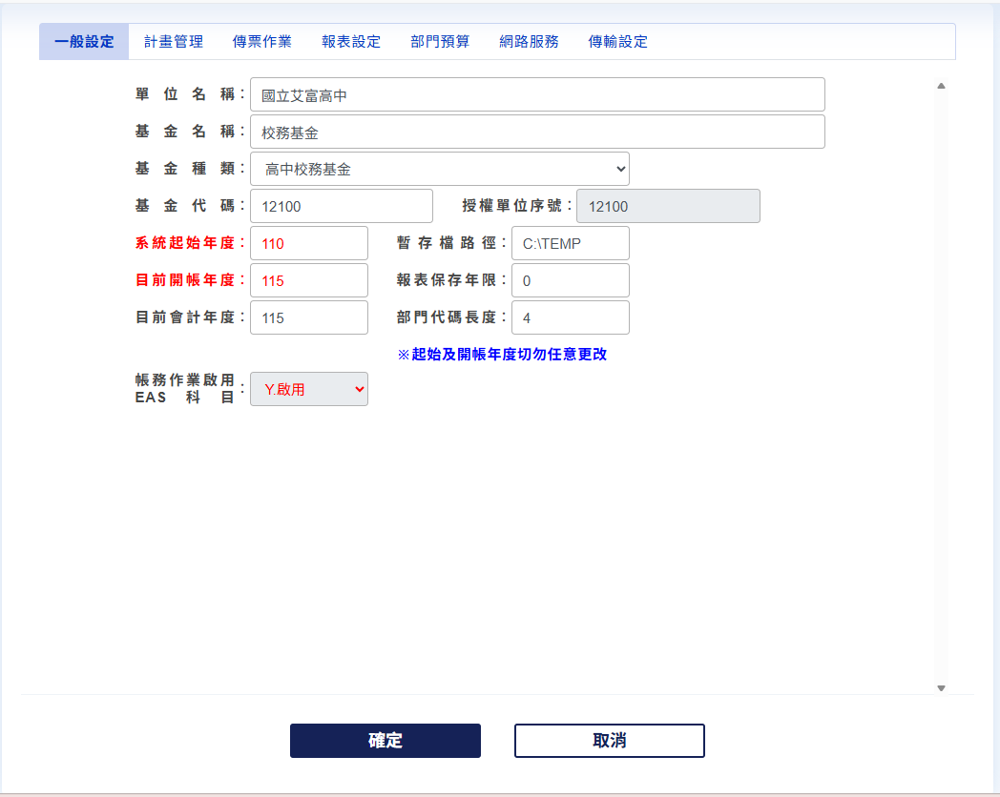 一般設定 計畫管理 傳票作業 報表設定 部門預算 網路服務 傳輸設定
單位名稱： 國立艾富高中
基金名稱： 校務基金
基金種類： 高中校務基金
基金代碼： 12100 授權單位序號： 12100
系統起始年度： 110 暫存檔路徑： C:\TEMP
目前開帳年度： 115 報表保存年限： 0
目前會計年度： 115 部門代碼長度： 4
※起始及開帳年度切勿任意更改
帳務作業啟用
EAS科目： Y.啟用
確定 取消